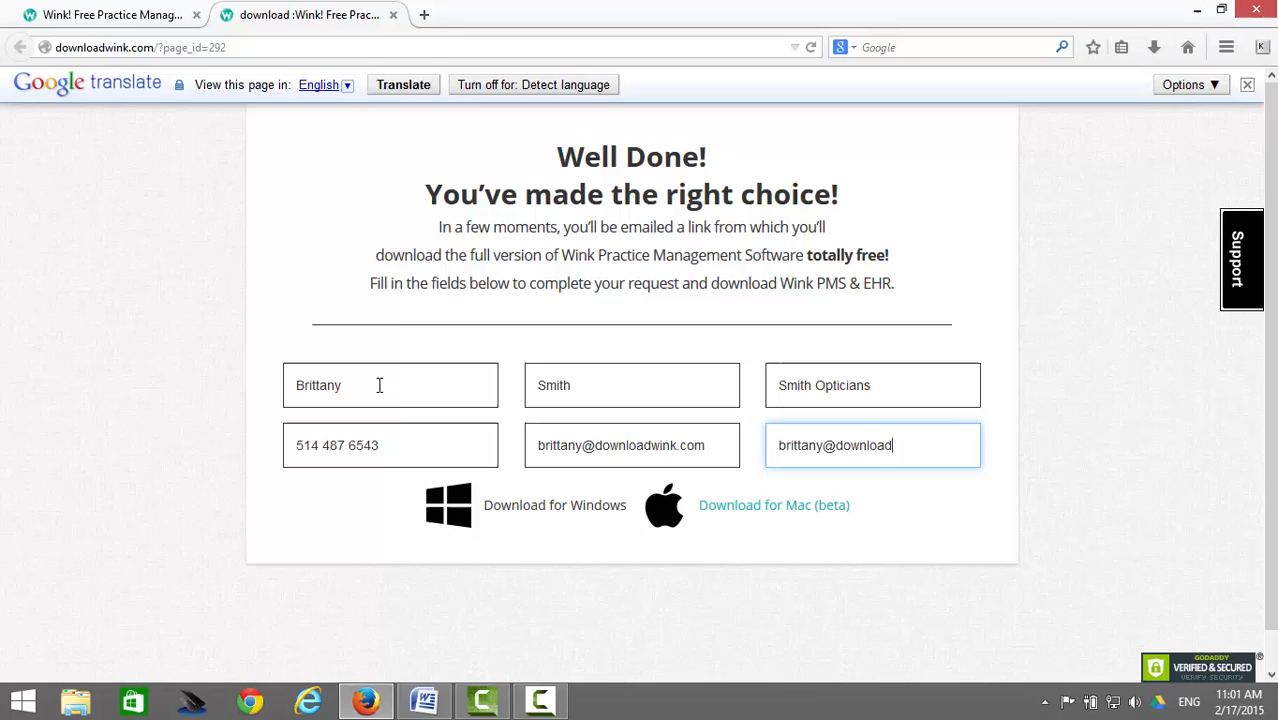 Wink! Free Practice Manag...
download :Wink! Free Prac...
downloadwink.com/?page_id=292
Google
Google translate
View this page in:
English
Translate
Turn off for: Detect language
Options ▼
Well Done!
You’ve made the right choice!
In a few moments, you’ll be emailed a link from which you’ll
download the full version of Wink Practice Management Software totally free!
Fill in the fields below to complete your request and download Wink PMS & EHR.
Support
Brittany
Smith
Smith Opticians
514 487 6543
brittany@downloadwink.com
brittany@download
Download for Windows
Download for Mac (beta)
GODADDY
VERIFIED & SECURED
VERIFY SECURITY
ENG
11:01 AM
2/17/2015